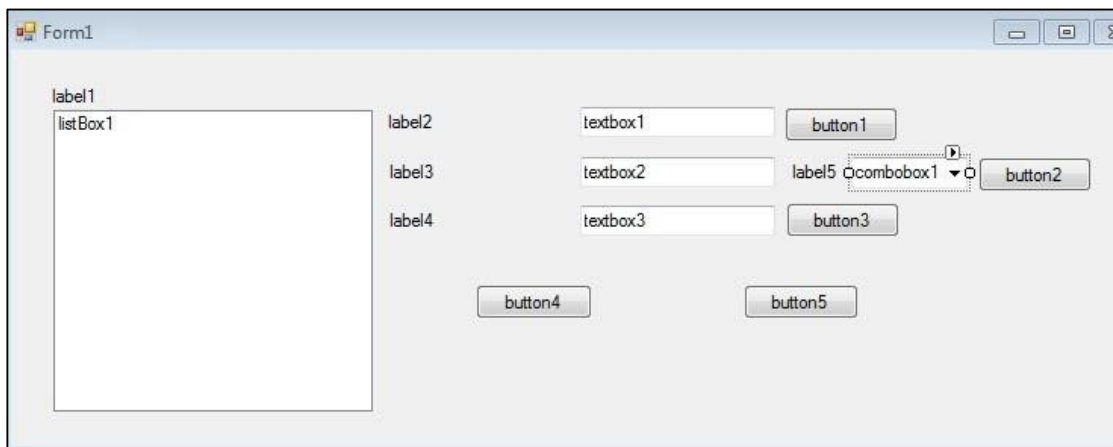 Form1
label1
listBox1
label2 textbox1 button1
label3 textbox2 label5 combobox1 button2
label4 textbox3 button3
button4 button5